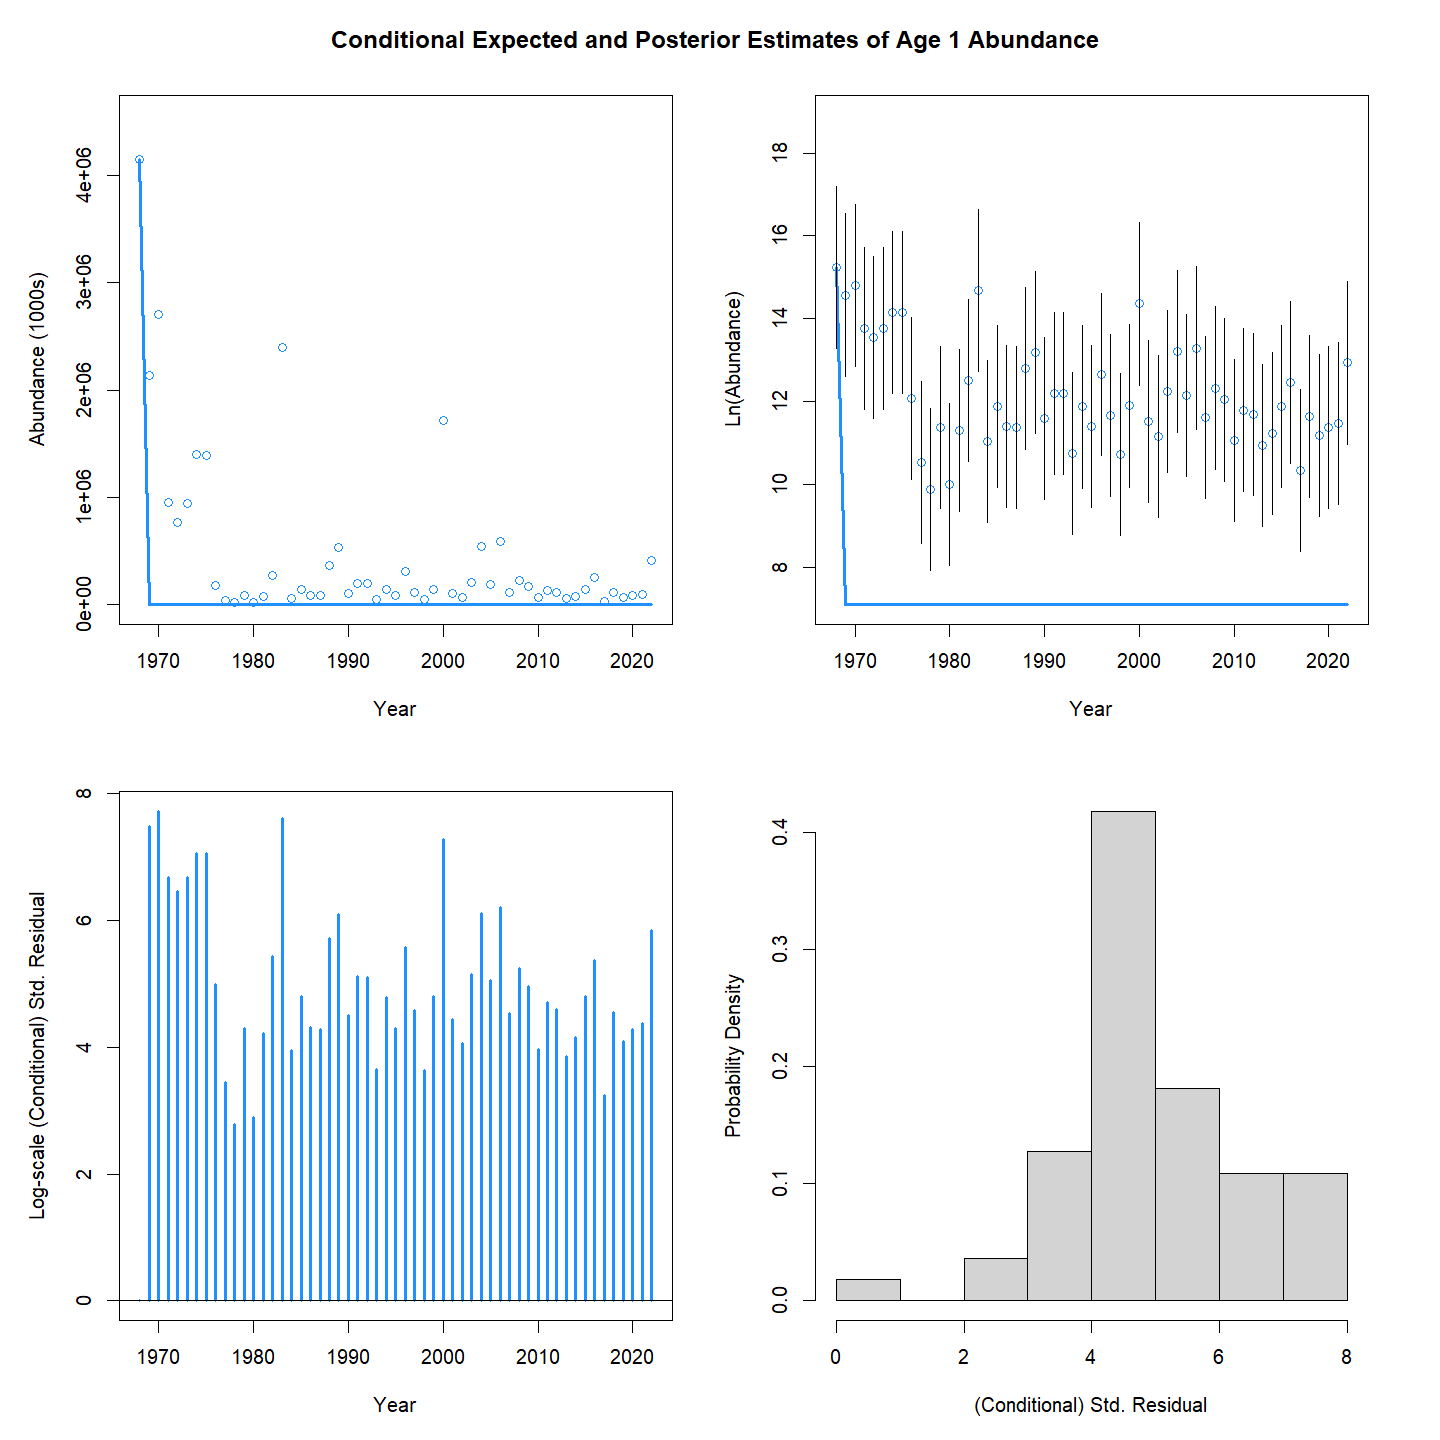 Conditional Expected and Posterior Estimates of Age 1 Abundance
Abundance (1000s)
4e+06
3e+06
2e+06
1e+06
0e+00
1970 1980 1990 2000 2010 2020
Year
Ln(Abundance)
18
16
14
12
10
8
1970 1980 1990 2000 2010 2020
Year
Log-scale (Conditional) Std. Residual
8
6
4
2
0
1970 1980 1990 2000 2010 2020
Year
Probability Density
0.4
0.3
0.2
0.1
0.0
0 2 4 6 8
(Conditional) Std. Residual